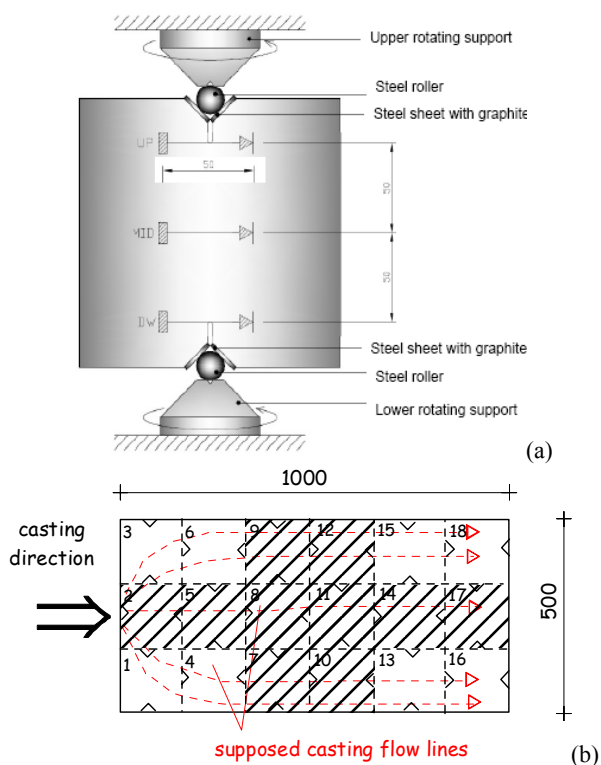 Upper rotating support
Steel roller
Steel sheet with graphite
UP
50
50
MID
50
DW
Steel sheet with graphite
Steel roller
Lower rotating support
(a)
1000
casting
direction
3 6 9 12 15 18
2 5 8 11 14 17
500
1 4 7 10 13 16
supposed casting flow lines
(b)